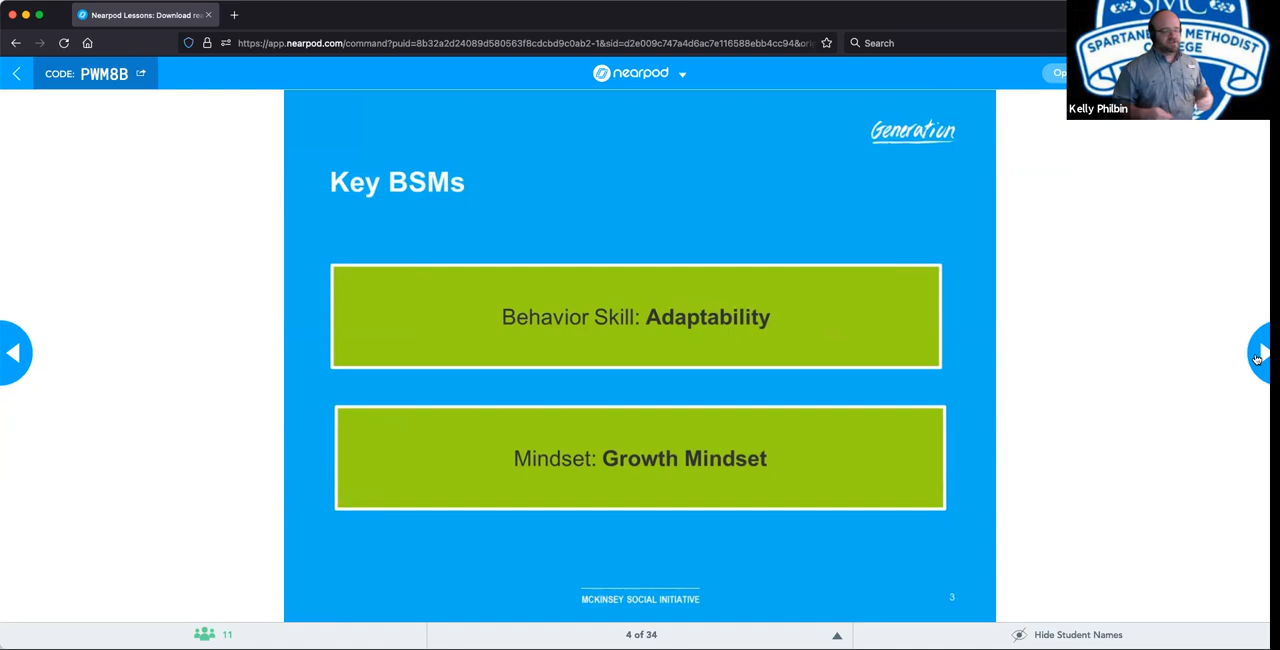 Nearpod Lessons: Download re
https://app.nearpod.com/command?puid=8b32a2d24089d580563f8cdcbd9c0ab2-1&sid=d2e009c747a4d6ac7e116588ebb4cc94&ori
Search
CODE: PWM8B
nearpod
Op
SMC
SPARTANBURG METHODIST
COLLEGE
Kelly Philbin
Generation
Key BSMs
Behavior Skill: Adaptability
Mindset: Growth Mindset
MCKINSEY SOCIAL INITIATIVE
3
11
4 of 34
Hide Student Names